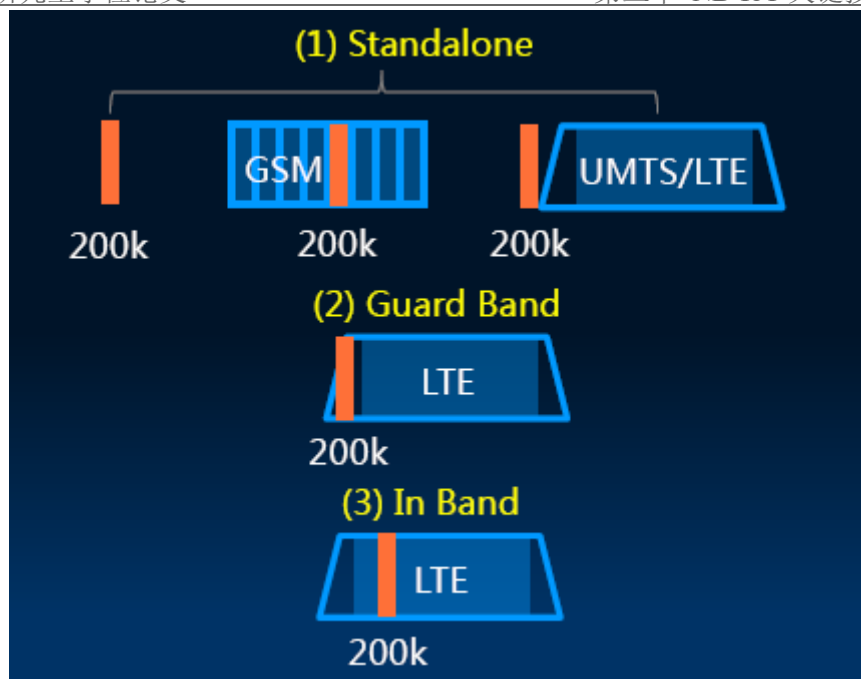 (1) Standalone
GSM
UMTS/LTE
200k 200k 200k
(2) Guard Band
LTE
200k
(3) In Band
LTE
200k